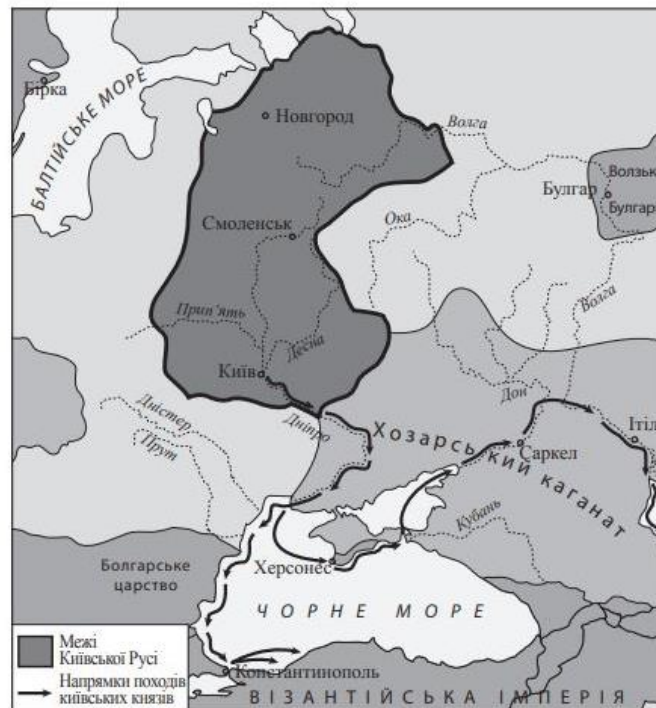 Бірка
БАЛТІЙСЬКЕ МОРЕ
Новгород
Волга
Булгар
Волзьк
Булгарі
Смоленськ
Ока
Волга
Прип'ять
Десна
Київ
Дніпро
Дон
Дністер
Прут
Хозарський каганат
Саркел
Ітіл
Кубань
Херсонес
Болгарське
царство
ЧОРНЕ МОРЕ
Константинополь
ВІЗАНТІЙСЬКА ІМПЕРІЯ
Межі
Київської Русі
Напрямки походів
київських князів